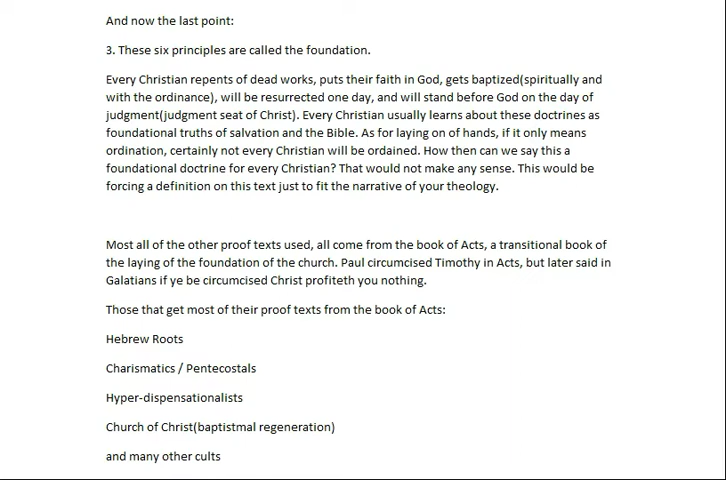 And now the last point:
3. These six principles are called the foundation.
Every Christian repents of dead works, puts their faith in God, gets baptized(spiritually and
with the ordinance), will be resurrected one day, and will stand before God on the day of
judgment(judgment seat of Christ). Every Christian usually learns about these doctrines as
foundational truths of salvation and the Bible. As for laying on of hands, if it only means
ordination, certainly not every Christian will be ordained. How then can we say this a
foundational doctrine for every Christian? That would not make any sense. This would be
forcing a definition on this text just to fit the narrative of your theology.
Most all of the other proof texts used, all come from the book of Acts, a transitional book of
the laying of the foundation of the church. Paul circumcised Timothy in Acts, but later said in
Galatians if ye be circumcised Christ profiteth you nothing.
Those that get most of their proof texts from the book of Acts:
Hebrew Roots
Charismatics / Pentecostals
Hyper-dispensationalists
Church of Christ(baptistmal regeneration)
and many other cults